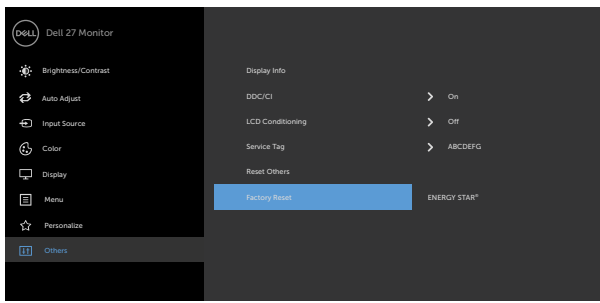 DELL Dell 27 Monitor
Brightness/Contrast Display Info
Auto Adjust DDC/CI On
Input Source LCD Conditioning Off
Color Service Tag ABCDEFG
Display Reset Others
Menu Factory Reset ENERGY STAR®
Personalize
Others